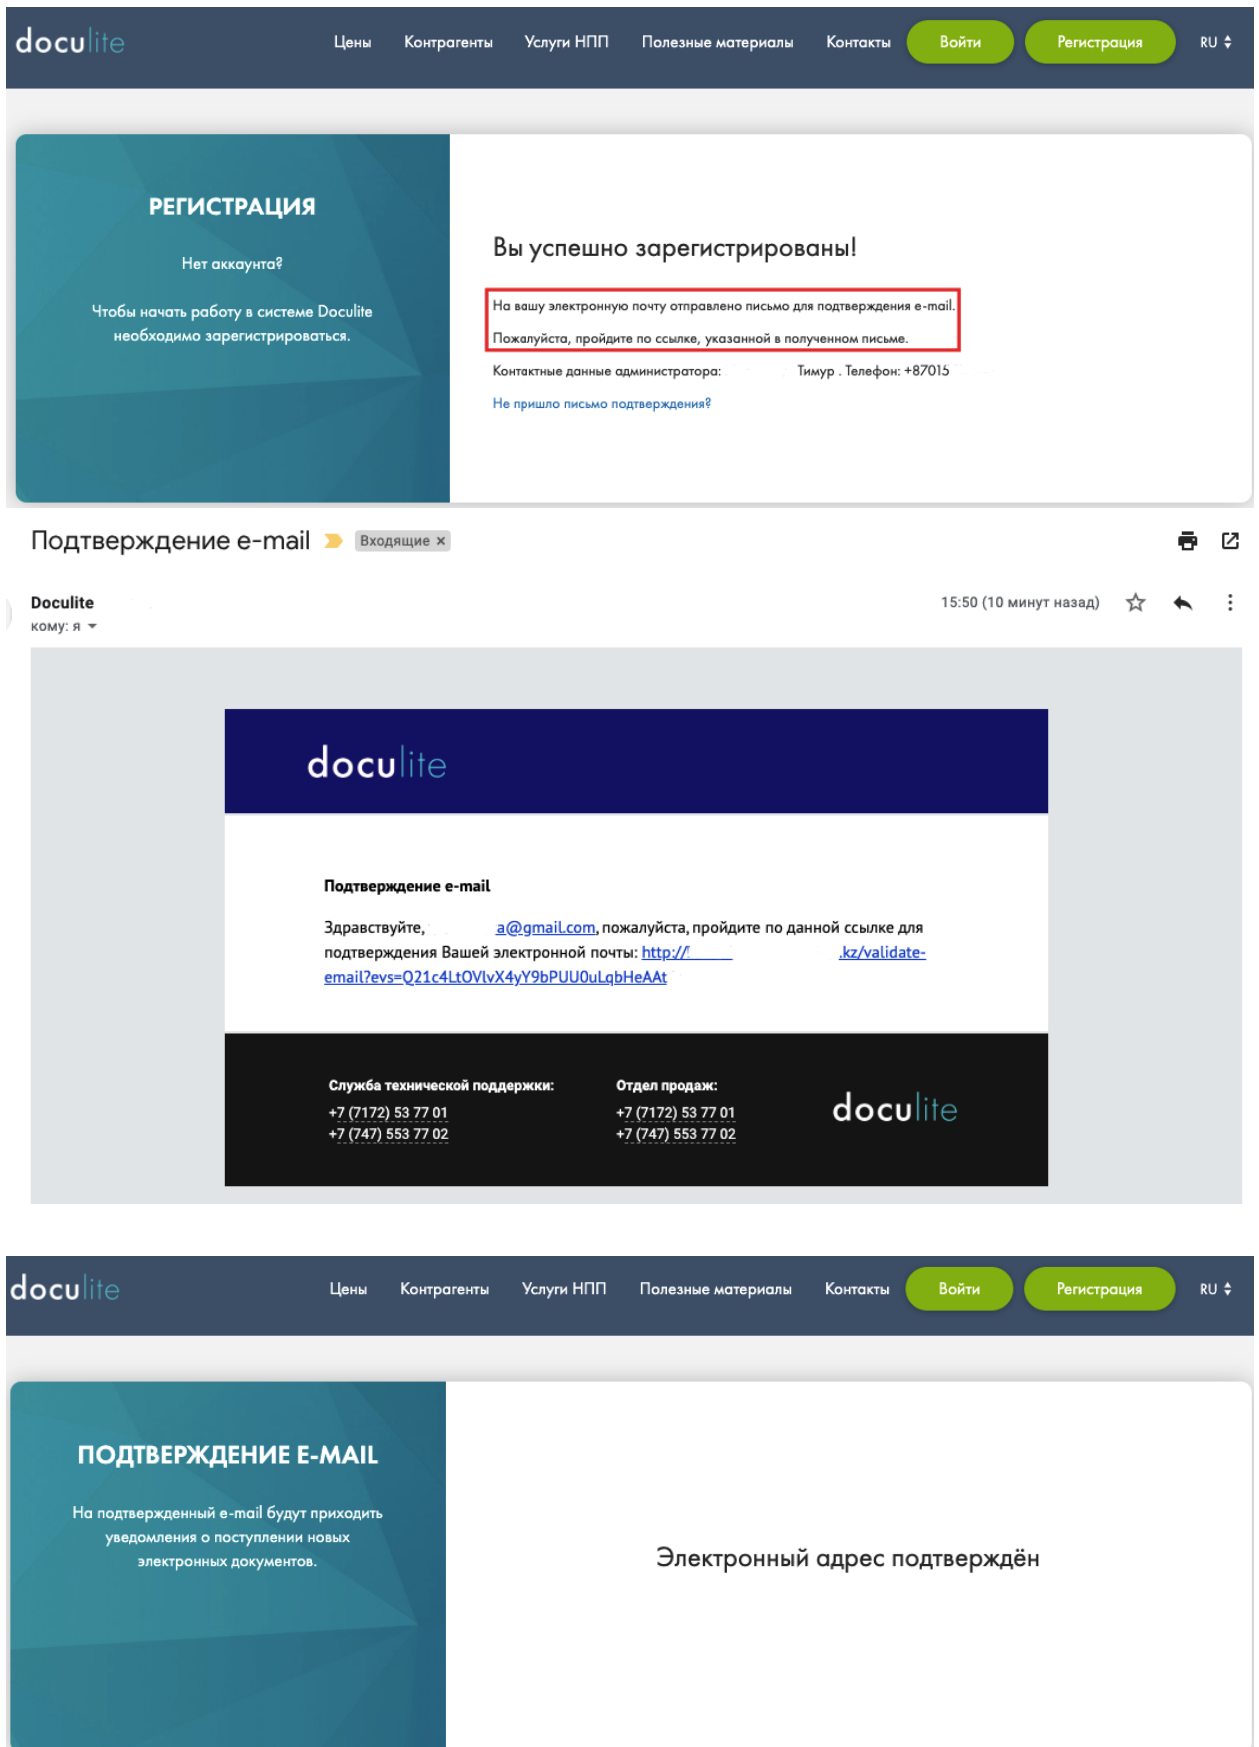 doculite
Цены Контрагенты Услуги НПП Полезные материалы Контакты Войти Регистрация RU
РЕГИСТРАЦИЯ
Нет аккаунта?
Чтобы начать работу в системе Doculite
необходимо зарегистрироваться.
Вы успешно зарегистрированы!
На вашу электронную почту отправлено письмо для подтверждения e-mail.
Пожалуйста, пройдите по ссылке, указанной в полученном письме.
Контактные данные администратора: Тимур . Телефон: +87015
Не пришло письмо подтверждения?
Подтверждение e-mail Входящие ×
Doculite 15:50 (10 минут назад)
кому: я
doculite
Подтверждение e-mail
Здравствуйте, a@gmail.com, пожалуйста, пройдите по данной ссылке для
подтверждения Вашей электронной почты: http:// .kz/validate-
email?evs=Q21c4LtOVlvX4yY9bPUU0uLqbHeAAt
Служба технической поддержки:
+7 (7172) 53 77 01
+7 (747) 553 77 02
Отдел продаж:
+7 (7172) 53 77 01
+7 (747) 553 77 02
doculite
doculite
Цены Контрагенты Услуги НПП Полезные материалы Контакты Войти Регистрация RU
ПОДТВЕРЖДЕНИЕ E-MAIL
На подтвержденный e-mail будут приходить
уведомления о поступлении новых
электронных документов.
Электронный адрес подтверждён